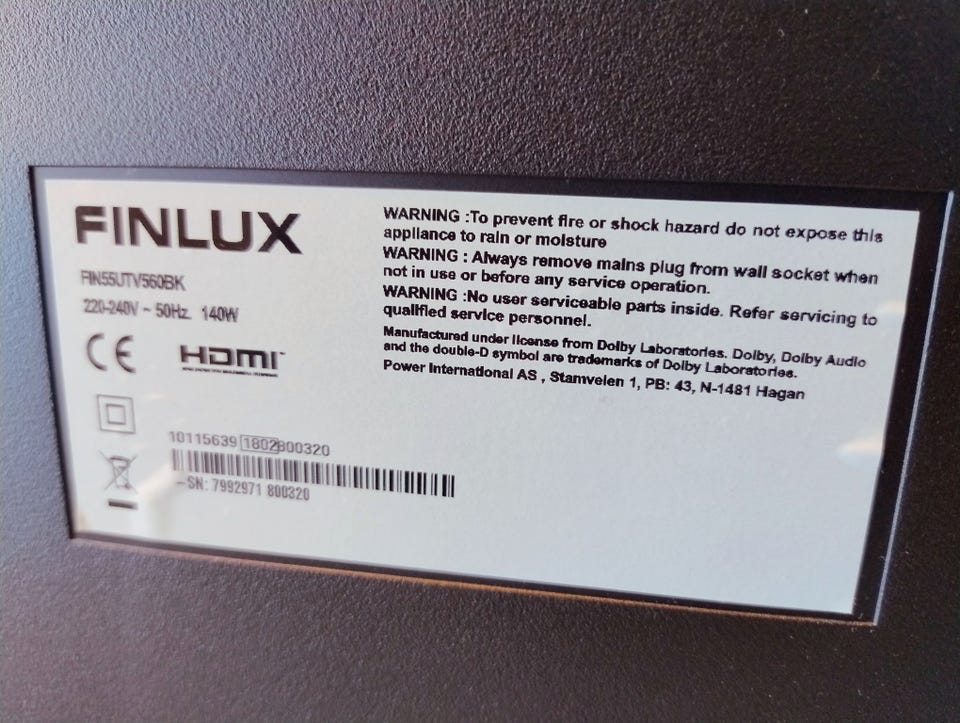 FINLUX
FIN55UTV560BK
220-240V ~ 50Hz. 140W
CE HDMI
10115639 1802800320
-SN: 7992971 800320
WARNING :To prevent fire or shock hazard do not expose this
appliance to rain or moisture
WARNING : Always remove mains plug from wall socket when
not in use or before any service operation.
WARNING :No user serviceable parts inside. Refer servicing to
qualified service personnel.
Manufactured under license from Dolby Laboratories. Dolby, Dolby Audio
and the double-D symbol are trademarks of Dolby Laboratories.
Power International AS , Stamveien 1, PB: 43, N-1481 Hagan